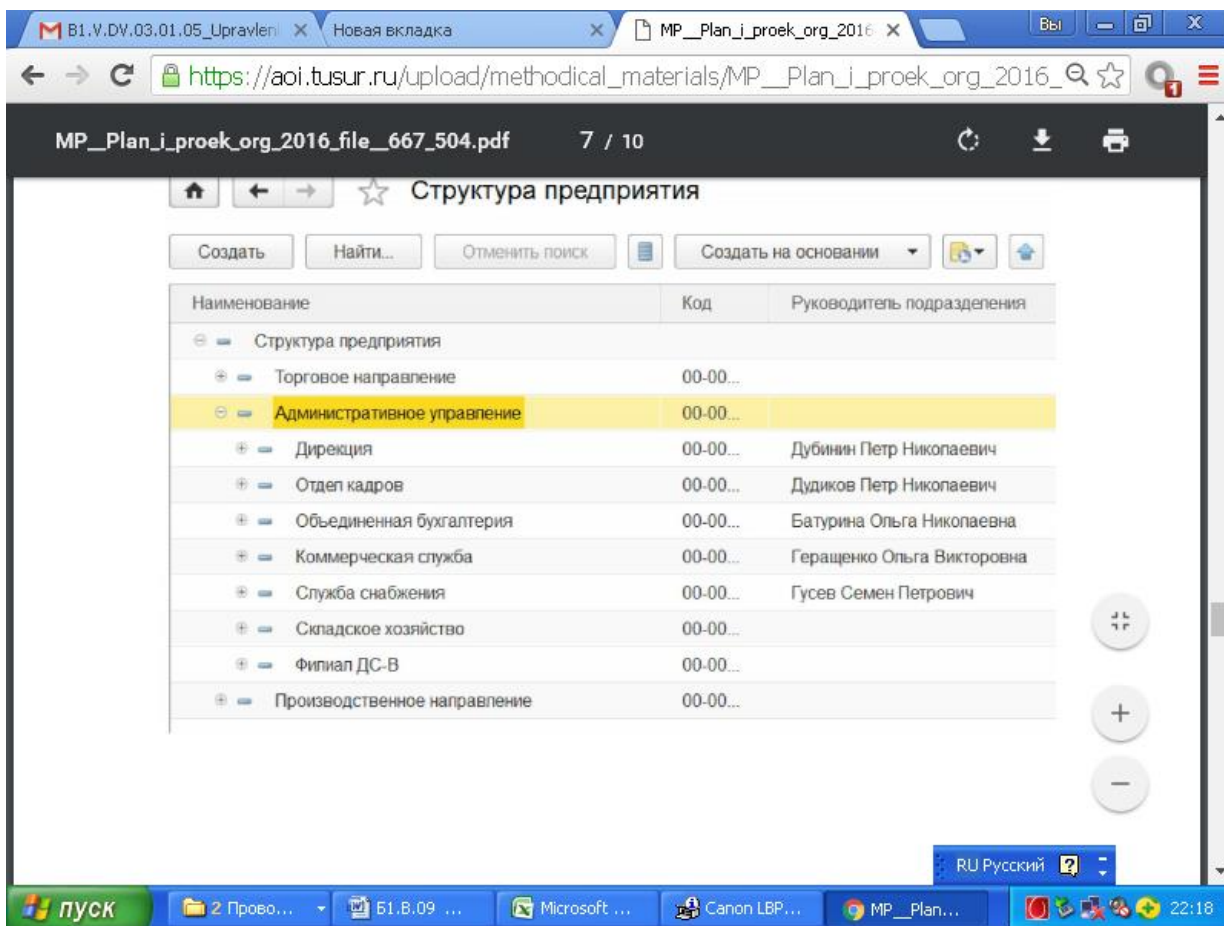 B1.V.DV.03.01.05_Upravleni Новая вкладка MP__Plan_i_proek_org_2016 Вы
https://aoi.tusur.ru/upload/methodical_materials/MP__Plan_i_proek_org_2016_
MP__Plan_i_proek_org_2016_file__667_504.pdf 7 / 10
Структура предприятия
Создать Найти... Отменить поиск Создать на основании
Наименование Код Руководитель подразделения
Структура предприятия
Торговое направление 00-00...
Административное управление 00-00...
Дирекция 00-00... Дубинин Петр Николаевич
Отдел кадров 00-00... Дудиков Петр Николаевич
Объединенная бухгалтерия 00-00... Батурина Ольга Николаевна
Коммерческая служба 00-00... Геращенко Ольга Викторовна
Служба снабжения 00-00... Гусев Семен Петрович
Складское хозяйство 00-00...
Филиал ДС-В 00-00...
Производственное направление 00-00...
RU Русский
пуск 2 Прово... Б1.В.09 ... Microsoft ... Canon LBP... MP__Plan... 22:18